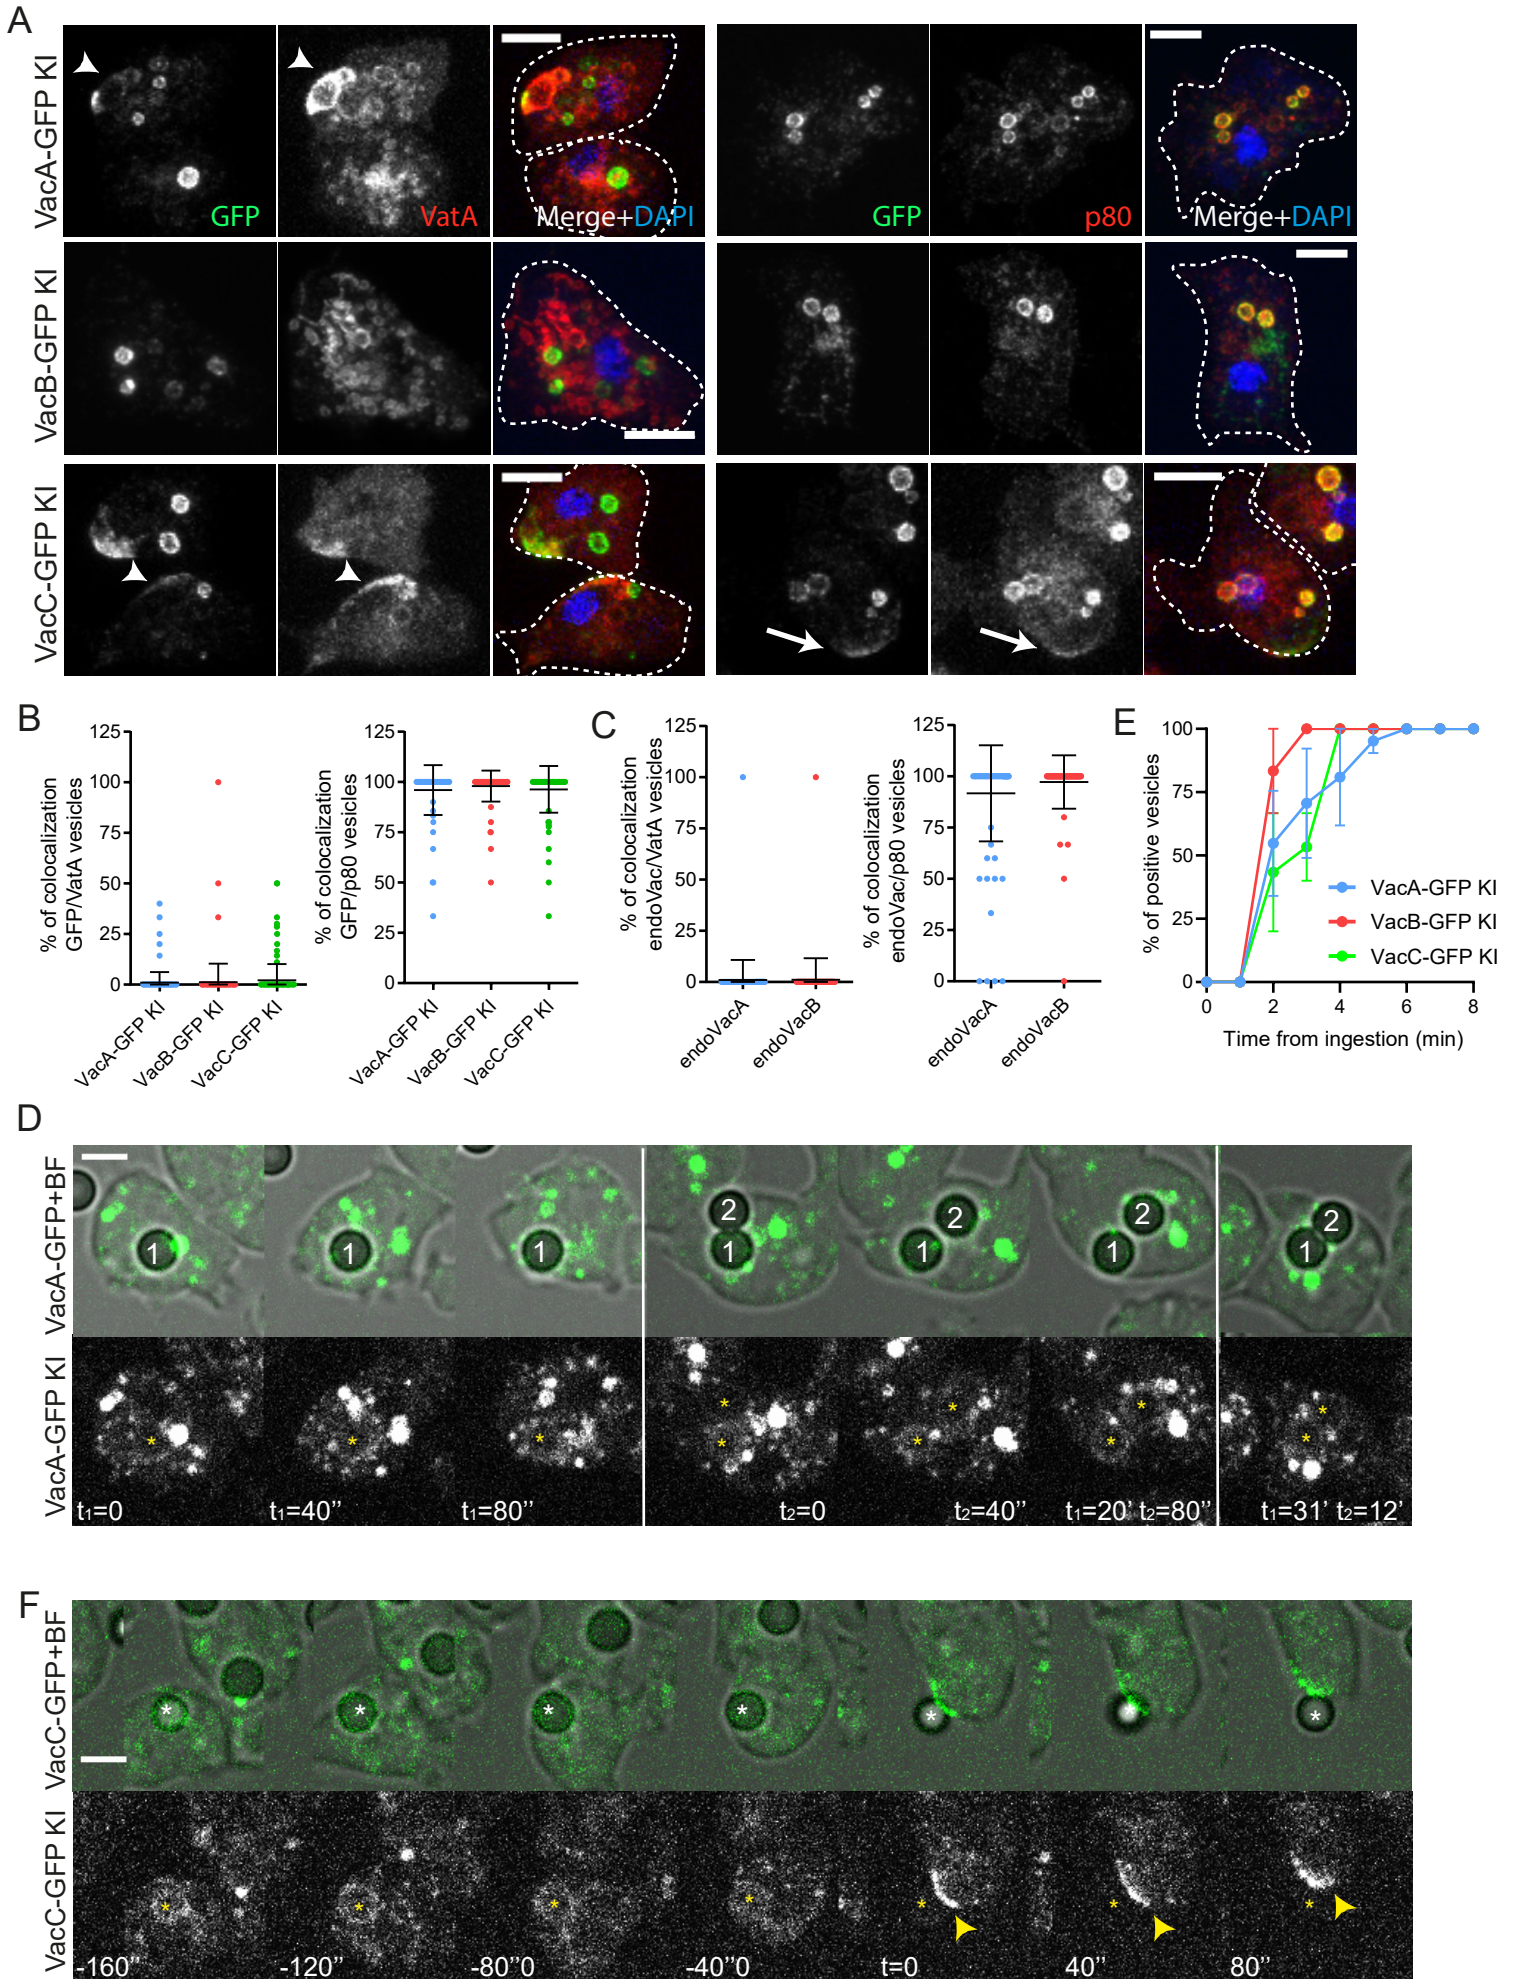 A
VacA-GFP KI
GFP
VatA
Merge+DAPI
GFP
p80
Merge+DAPI
VacB-GFP KI
VacC-GFP KI
B
% of colocalization
GFP/VatA vesicles
125
100
75
50
25
0
VacA-GFP KI
VacB-GFP KI
VacC-GFP KI
% of colocalization
GFP/p80 vesicles
125
100
75
50
25
0
VacA-GFP KI
VacB-GFP KI
VacC-GFP KI
C
% of colocalization
endoVac/VatA vesicles
125
100
75
50
25
0
endoVacA
endoVacB
% of colocalization
endoVac/p80 vesicles
125
100
75
50
25
0
endoVacA
endoVacB
E
% of positive vesicles
100
75
50
25
0
0 2 4 6 8
Time from ingestion (min)
VacA-GFP KI
VacB-GFP KI
VacC-GFP KI
D
VacA-GFP+BF
1 1 1 2 1 2 1 2 1 2 1
VacA-GFP KI
* * * * * * * * * * *
t1=0 t1=40’’ t1=80’’ t2=0 t2=40’’ t1=20’ t2=80’’ t1=31’ t2=12’
F
VacC-GFP+BF
* * * * * *
VacC-GFP KI
* * * * * * *
-160’’ -120’’ -80’’0 -40’’0 t=0 40’’ 80’’